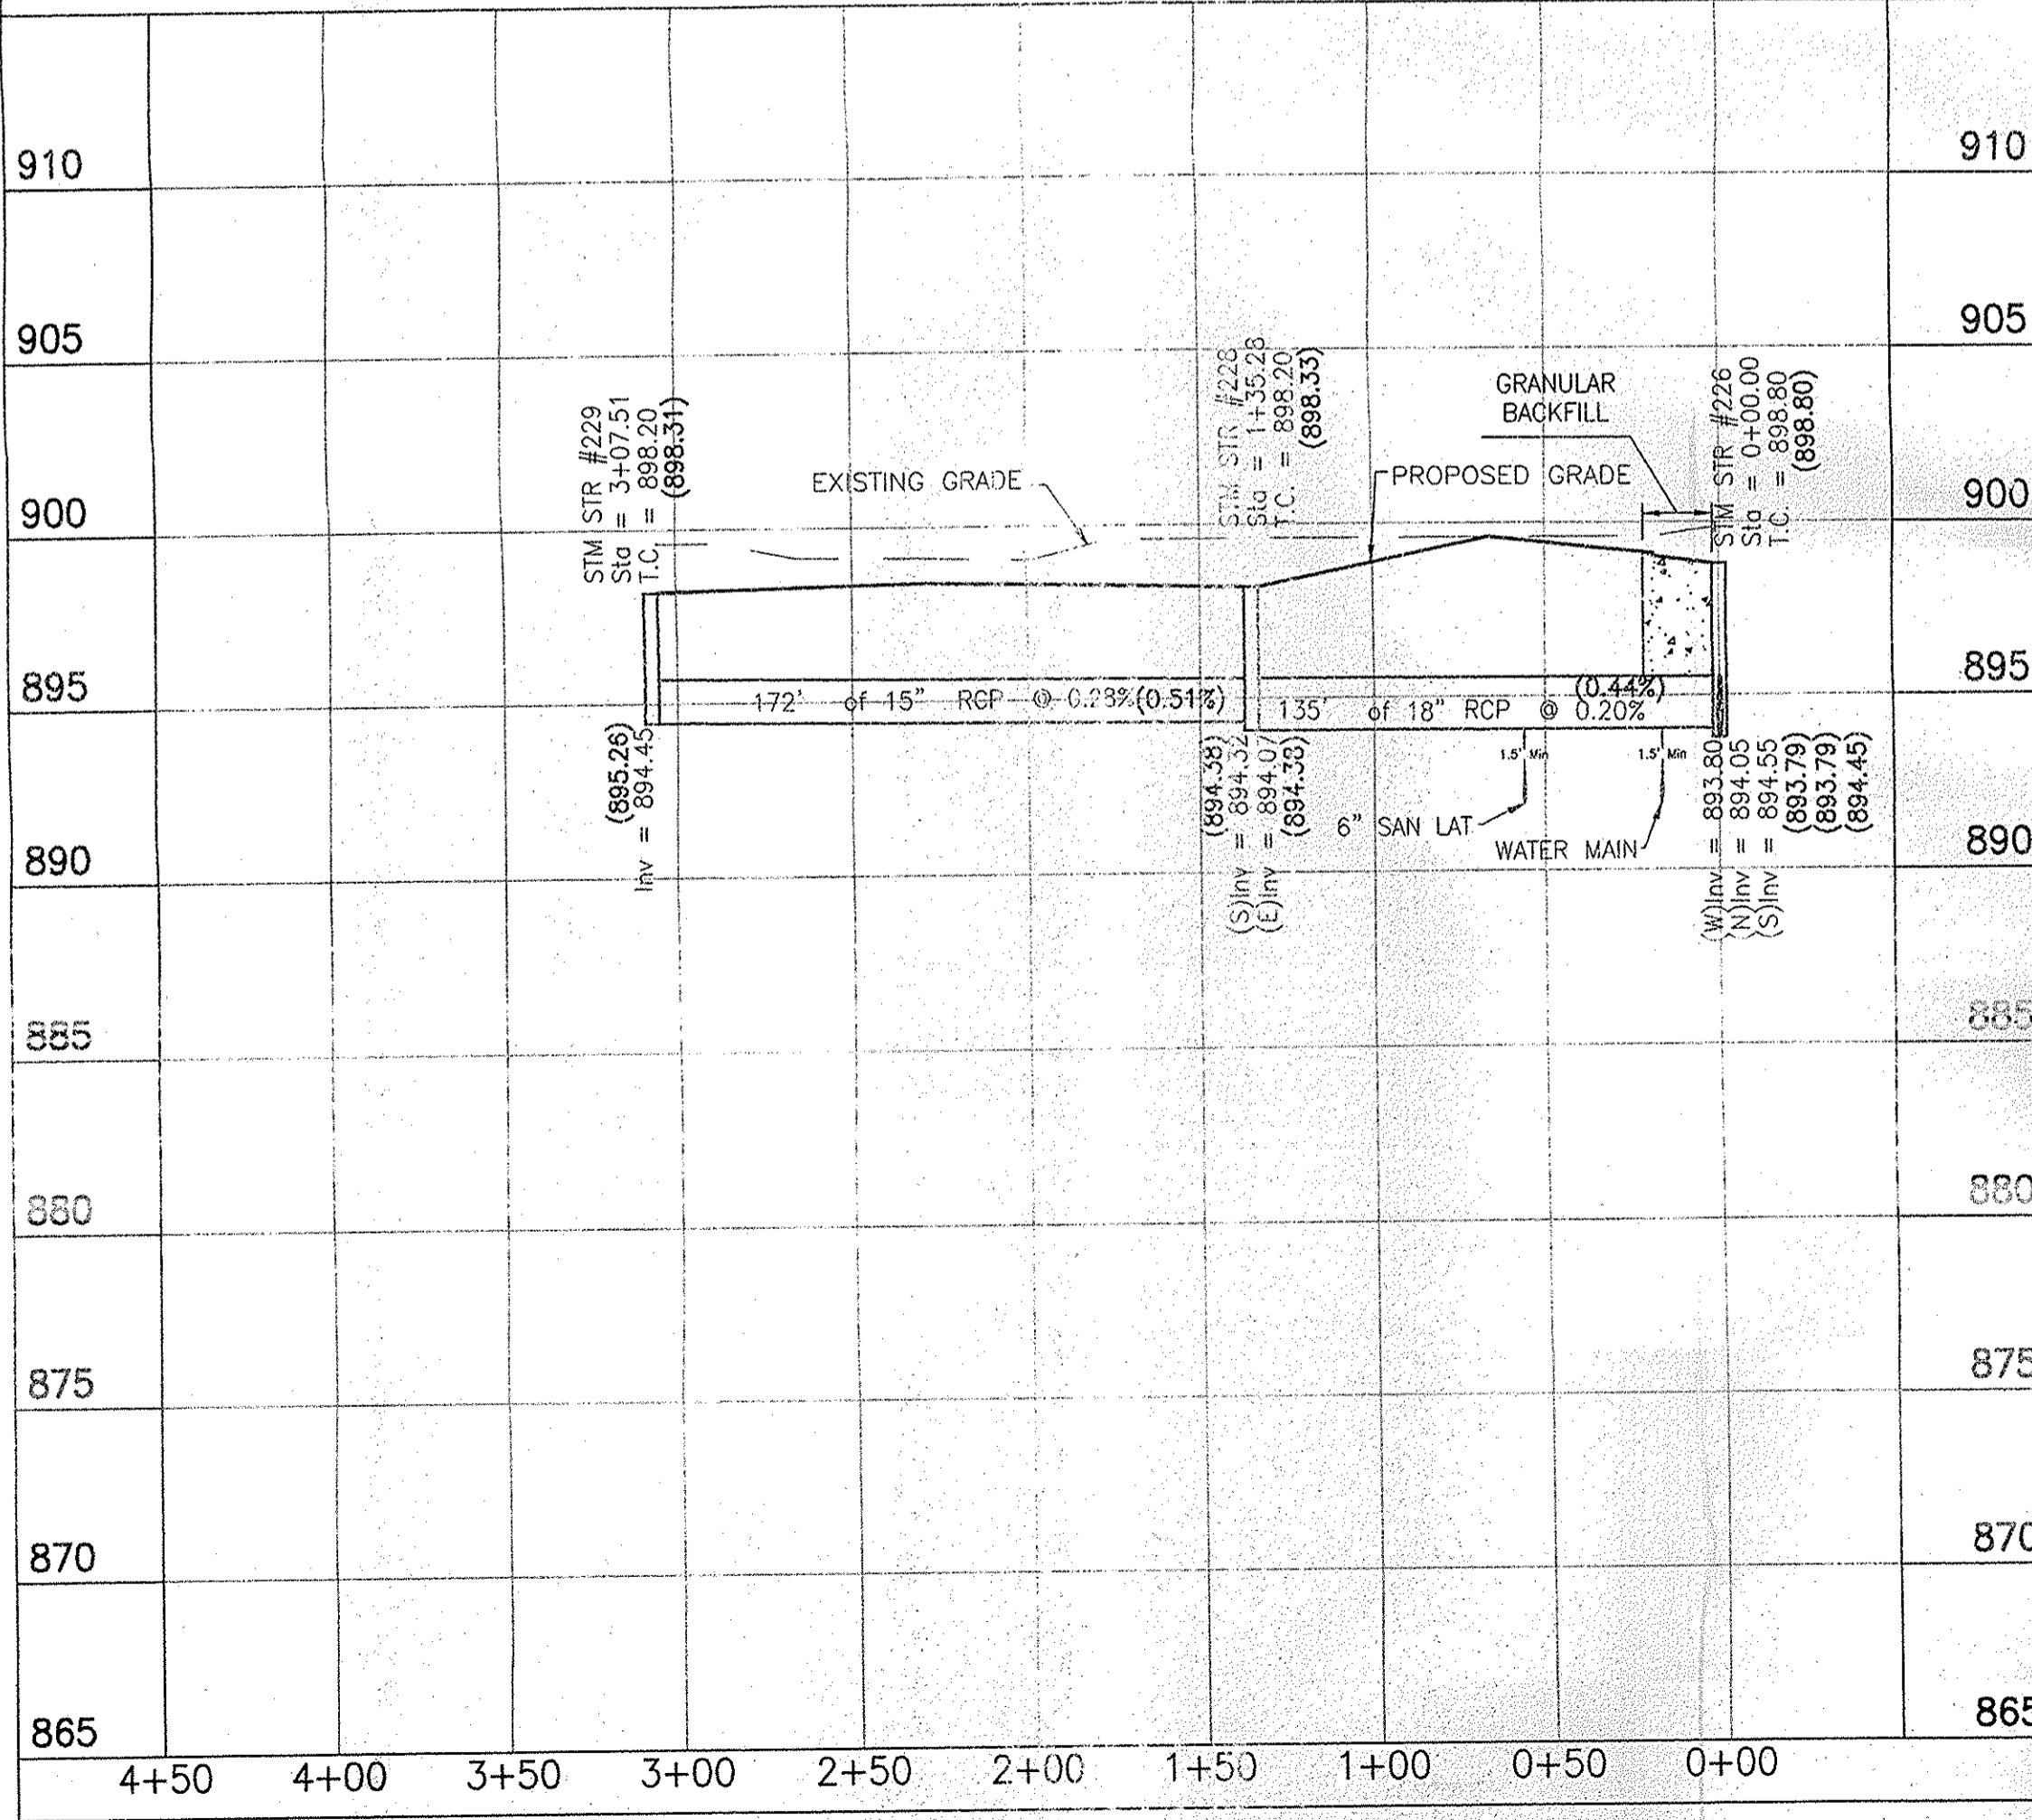 910
910
905
905
900
900
895
895
890
890
885
885
880
880
875
875
870
870
865
865
STM STR #229
Sta = 3+07.51
T.C. = 898.20
(898.31)
EXISTING GRADE
STM STR #228
Sta = 1+35.28
T.C. = 898.20
(898.33)
PROPOSED GRADE
GRANULAR
BACKFILL
STM STR #226
Sta = 0+00.00
T.C. = 898.80
(898.80)
172' of 15" RCP @ 0.28%(0.51%)
(0.44%)
135' of 18" RCP @ 0.20%
(895.26)
Inv = 894.45
(894.38)
(S)Inv = 894.32
(E)Inv = 894.07
(894.38)
1.5' Min
1.5' Min
6" SAN LAT
WATER MAIN
(W)Inv = 893.80
(N)Inv = 894.05
(S)Inv = 894.55
(893.79)
(893.79)
(894.45)
4+50 4+00 3+50 3+00 2+50 2+00 1+50 1+00 0+50 0+00